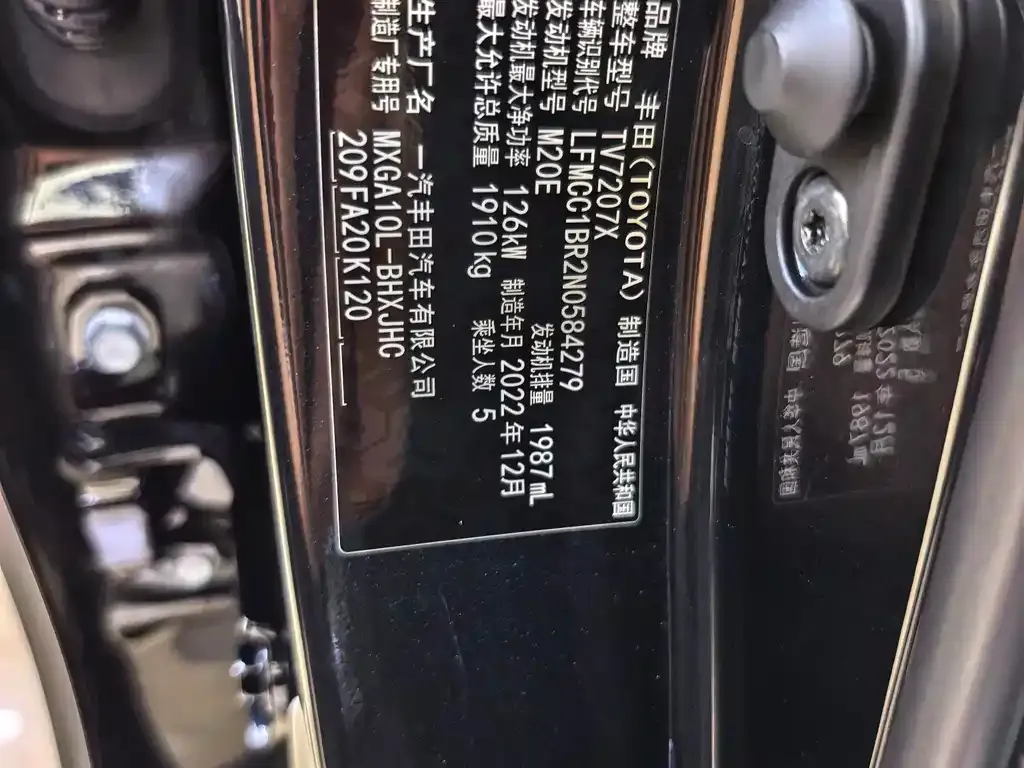 品牌 丰田(TOYOTA) 制造国 中华人民共和国
整车型号 TV7207X
车辆识别代号 LFMCC1BR2N0584279
发动机型号 M20E 发动机排量 1987mL
发动机最大净功率 126kW 制造年月 2022年12月
最大允许总质量 1910kg 乘坐人数 5
生产厂名 一汽丰田汽车有限公司
制造厂专用号 MXGA10L-BHXJHC
209FA20K120